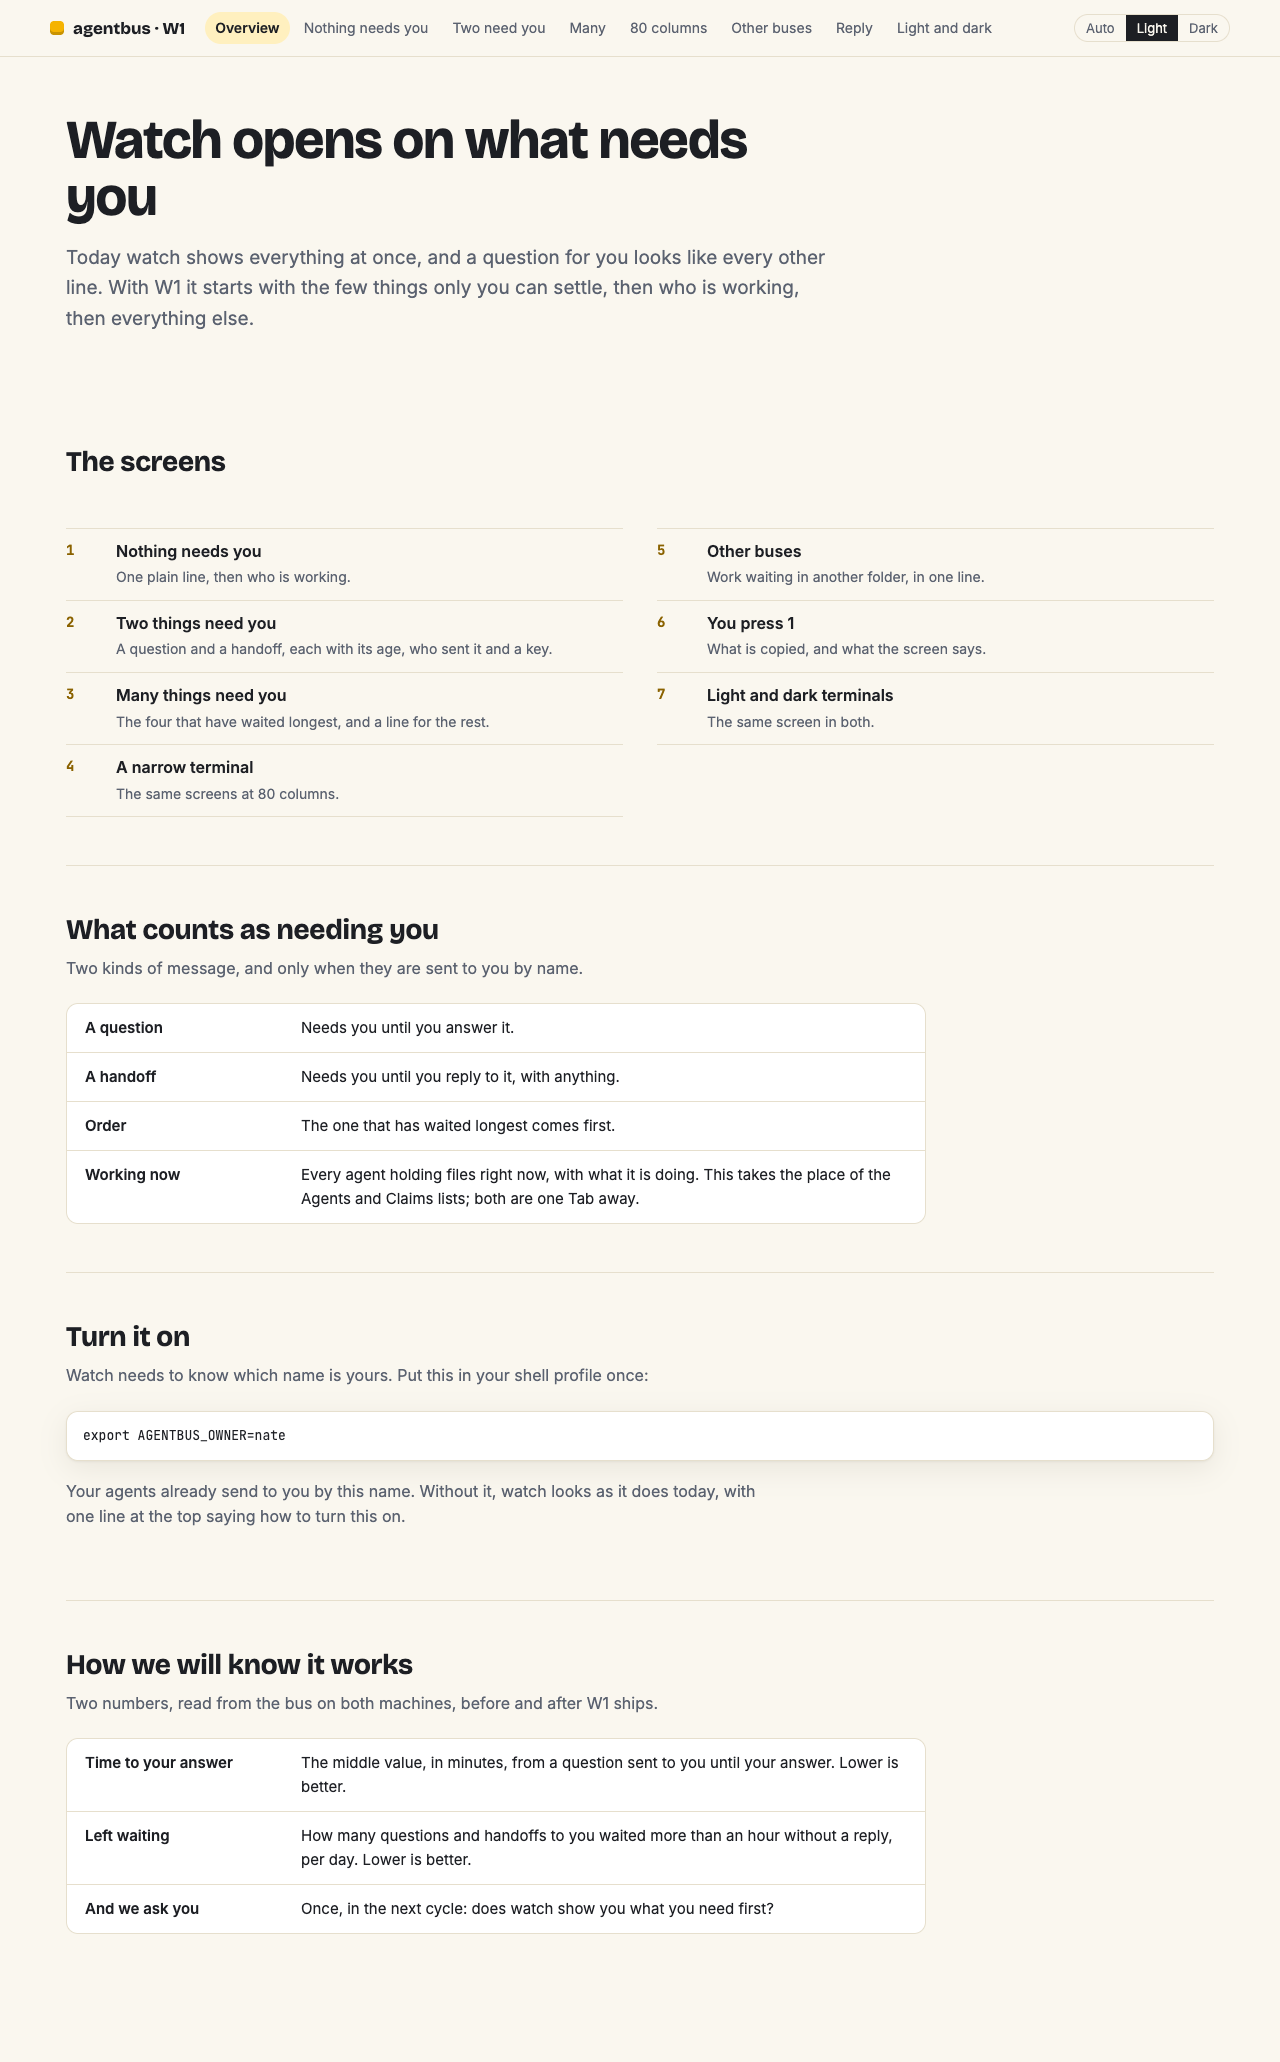 agentbus · W1
Overview
Nothing needs you
Two need you
Many
80 columns
Other buses
Reply
Light and dark
Auto
Light
Dark
Watch opens on what needs
you
Today watch shows everything at once, and a question for you looks like every other
line. With W1 it starts with the few things only you can settle, then who is working,
then everything else.
The screens
1
Nothing needs you
One plain line, then who is working.
2
Two things need you
A question and a handoff, each with its age, who sent it and a key.
3
Many things need you
The four that have waited longest, and a line for the rest.
4
A narrow terminal
The same screens at 80 columns.
5
Other buses
Work waiting in another folder, in one line.
6
You press 1
What is copied, and what the screen says.
7
Light and dark terminals
The same screen in both.
What counts as needing you
Two kinds of message, and only when they are sent to you by name.
A question
Needs you until you answer it.
A handoff
Needs you until you reply to it, with anything.
Order
The one that has waited longest comes first.
Working now
Every agent holding files right now, with what it is doing. This takes the place of the
Agents and Claims lists; both are one Tab away.
Turn it on
Watch needs to know which name is yours. Put this in your shell profile once:
export AGENTBUS_OWNER=nate
Your agents already send to you by this name. Without it, watch looks as it does today, with
one line at the top saying how to turn this on.
How we will know it works
Two numbers, read from the bus on both machines, before and after W1 ships.
Time to your answer
The middle value, in minutes, from a question sent to you until your answer. Lower is
better.
Left waiting
How many questions and handoffs to you waited more than an hour without a reply,
per day. Lower is better.
And we ask you
Once, in the next cycle: does watch show you what you need first?